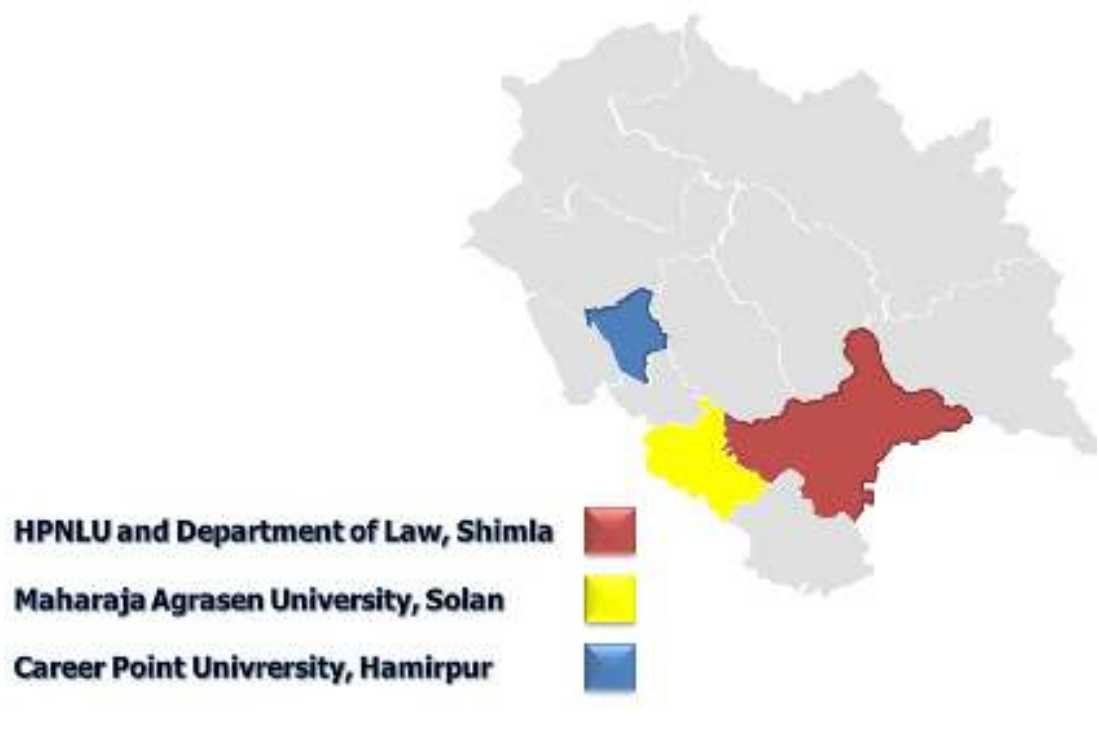 HPNLU and Department of Law, Shimla
Maharaja Agrasen University, Solan
Career Point Univrersity, Hamirpur